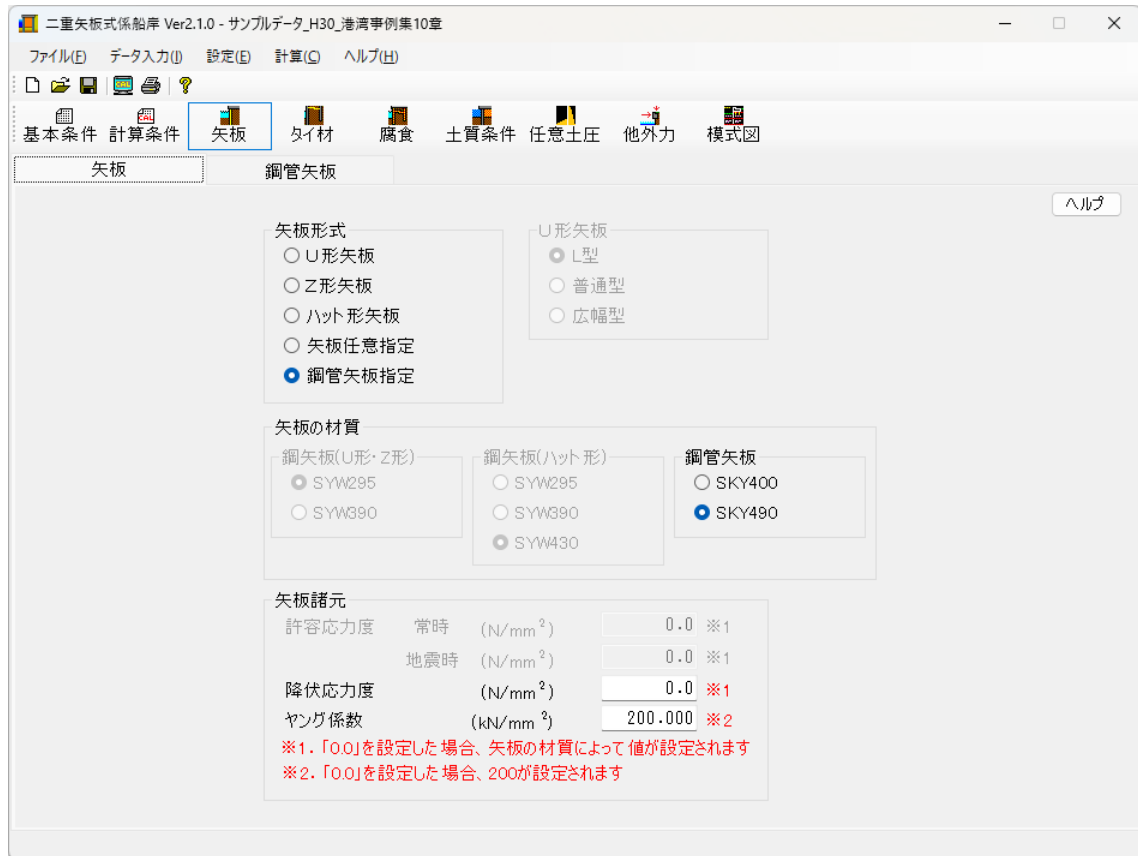 二重矢板式係船岸 Ver2.1.0 - サンプルデータ_H30_港湾事例集10章
ファイル(F) データ入力(I) 設定(E) 計算(C) ヘルプ(H)
基本条件 計算条件 矢板 タイ材 腐食 土質条件 任意土圧 他外力 模式図
矢板 鋼管矢板
ヘルプ
矢板形式
U形矢板
Z形矢板
ハット形矢板
矢板任意指定
鋼管矢板指定
U形矢板
L型
普通型
広幅型
矢板の材質
鋼矢板(U形・Z形)
SYW295
SYW390
鋼矢板(ハット形)
SYW295
SYW390
SYW430
鋼管矢板
SKY400
SKY490
矢板諸元
許容応力度 常時 (N/mm²) 0.0 ※1
地震時 (N/mm²) 0.0 ※1
降伏応力度 (N/mm²) 0.0 ※1
ヤング係数 (kN/mm²) 200.000 ※2
※1.「0.0」を設定した場合、矢板の材質によって値が設定されます
※2.「0.0」を設定した場合、200が設定されます